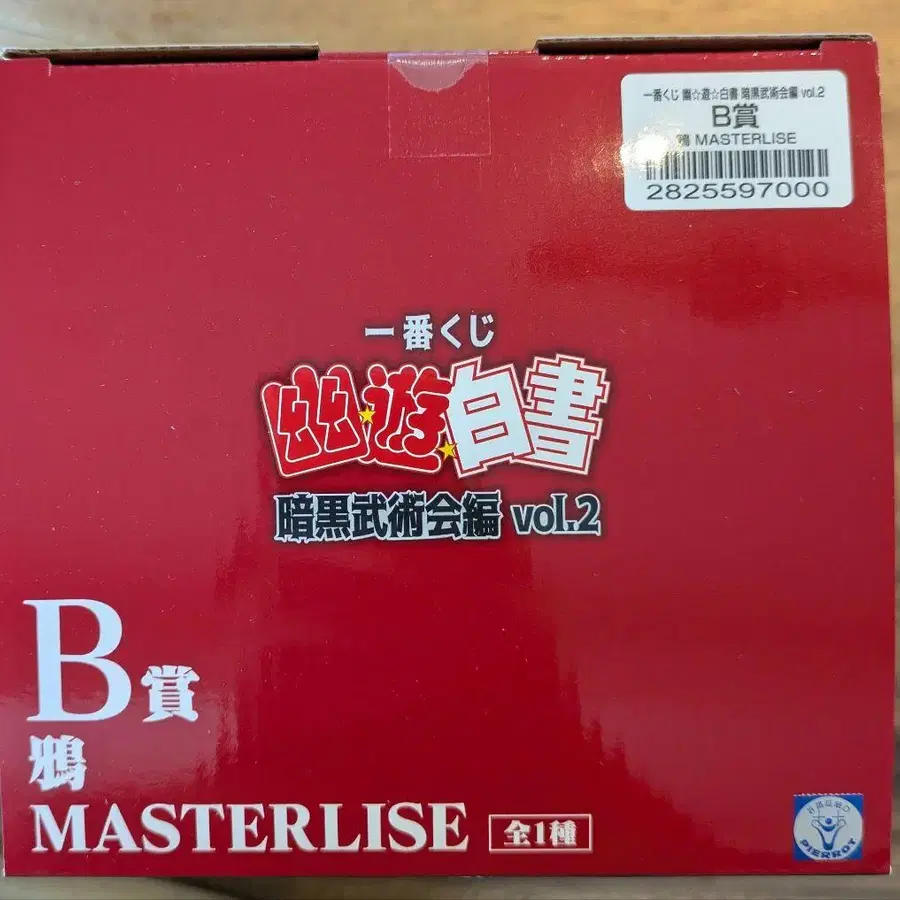 一番くじ 幽☆遊☆白書 暗黒武術会編 vol.2
B賞
鴉 MASTERLISE
2825597000
一番くじ
幽☆遊☆白書
暗黒武術会編 vol.2
B賞
鴉
MASTERLISE 全1種
PIERROT